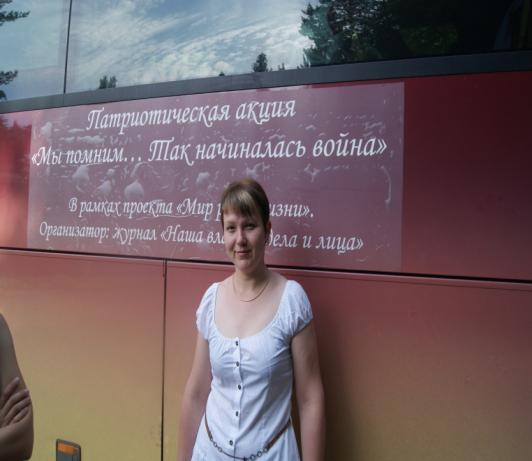 Патриотическая акция
«Мы помним... Так начиналась война»
В рамках проекта «Мир
Организатор: журнал «Наша и лица»